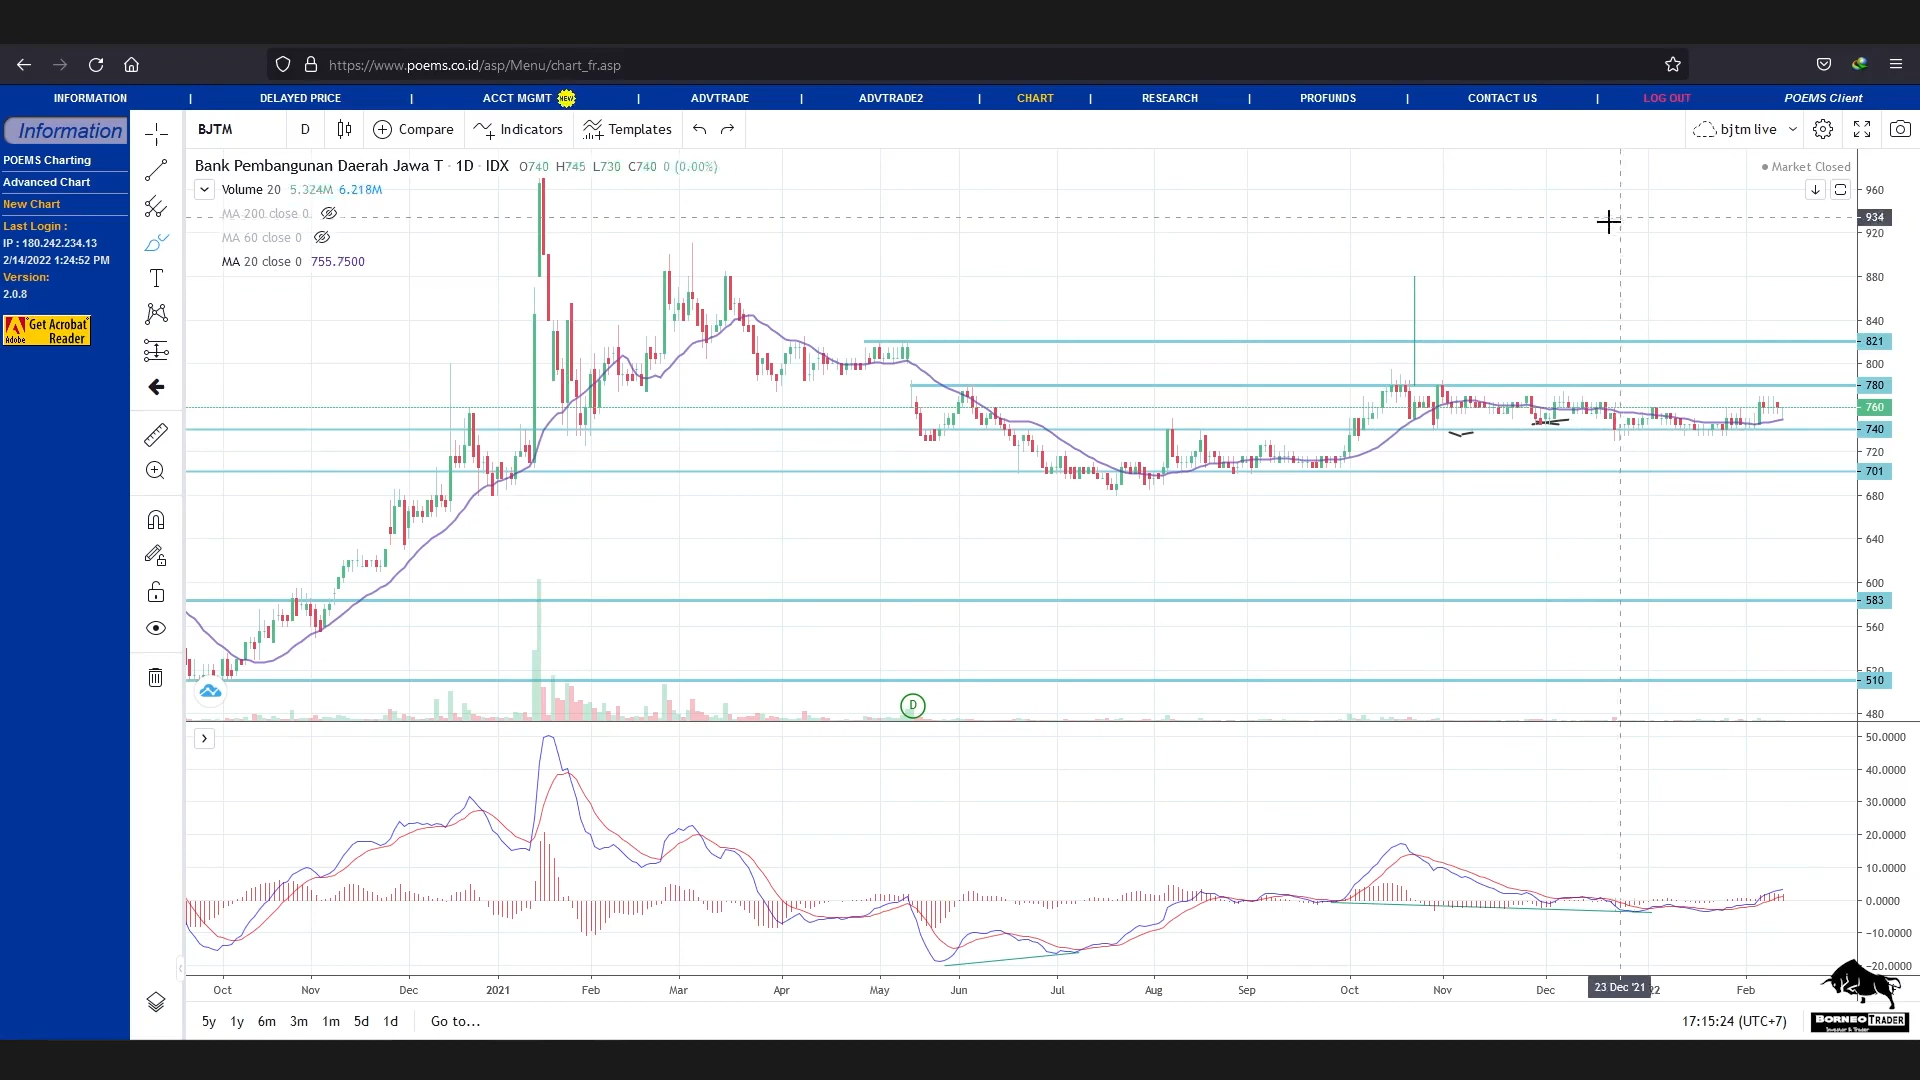 https://www.poems.co.id/asp/Menu/chart_fr.asp
INFORMATION | DELAYED PRICE | ACCT MGMT NEW | ADVTRADE | ADVTRADE2 | CHART | RESEARCH | PROFUNDS | CONTACT US | LOG OUT POEMS Client
Information
POEMS Charting
Advanced Chart
New Chart
Last Login :
IP : 180.242.234.13
2/14/2022 1:24:52 PM
Version:
2.0.8
Get Acrobat
Adobe Reader
BJTM D Compare Indicators Templates bjtm live
Bank Pembangunan Daerah Jawa T · 1D · IDX O740 H745 L730 C740 0 (0.00%)
Market Closed
Volume 20 5.324M 6.218M
MA 200 close 0
MA 60 close 0
MA 20 close 0 755.7500
960
934
920
880
840
821
800
780
760
740
720
701
680
640
600
583
560
520
510
480
D
50.0000
40.0000
30.0000
20.0000
10.0000
0.0000
-10.0000
-20.0000
Oct Nov Dec 2021 Feb Mar Apr May Jun Jul Aug Sep Oct Nov Dec 23 Dec '21 22 Feb
5y 1y 6m 3m 1m 5d 1d Go to...
17:15:24 (UTC+7)
BORNEO TRADER
Investor & Trader